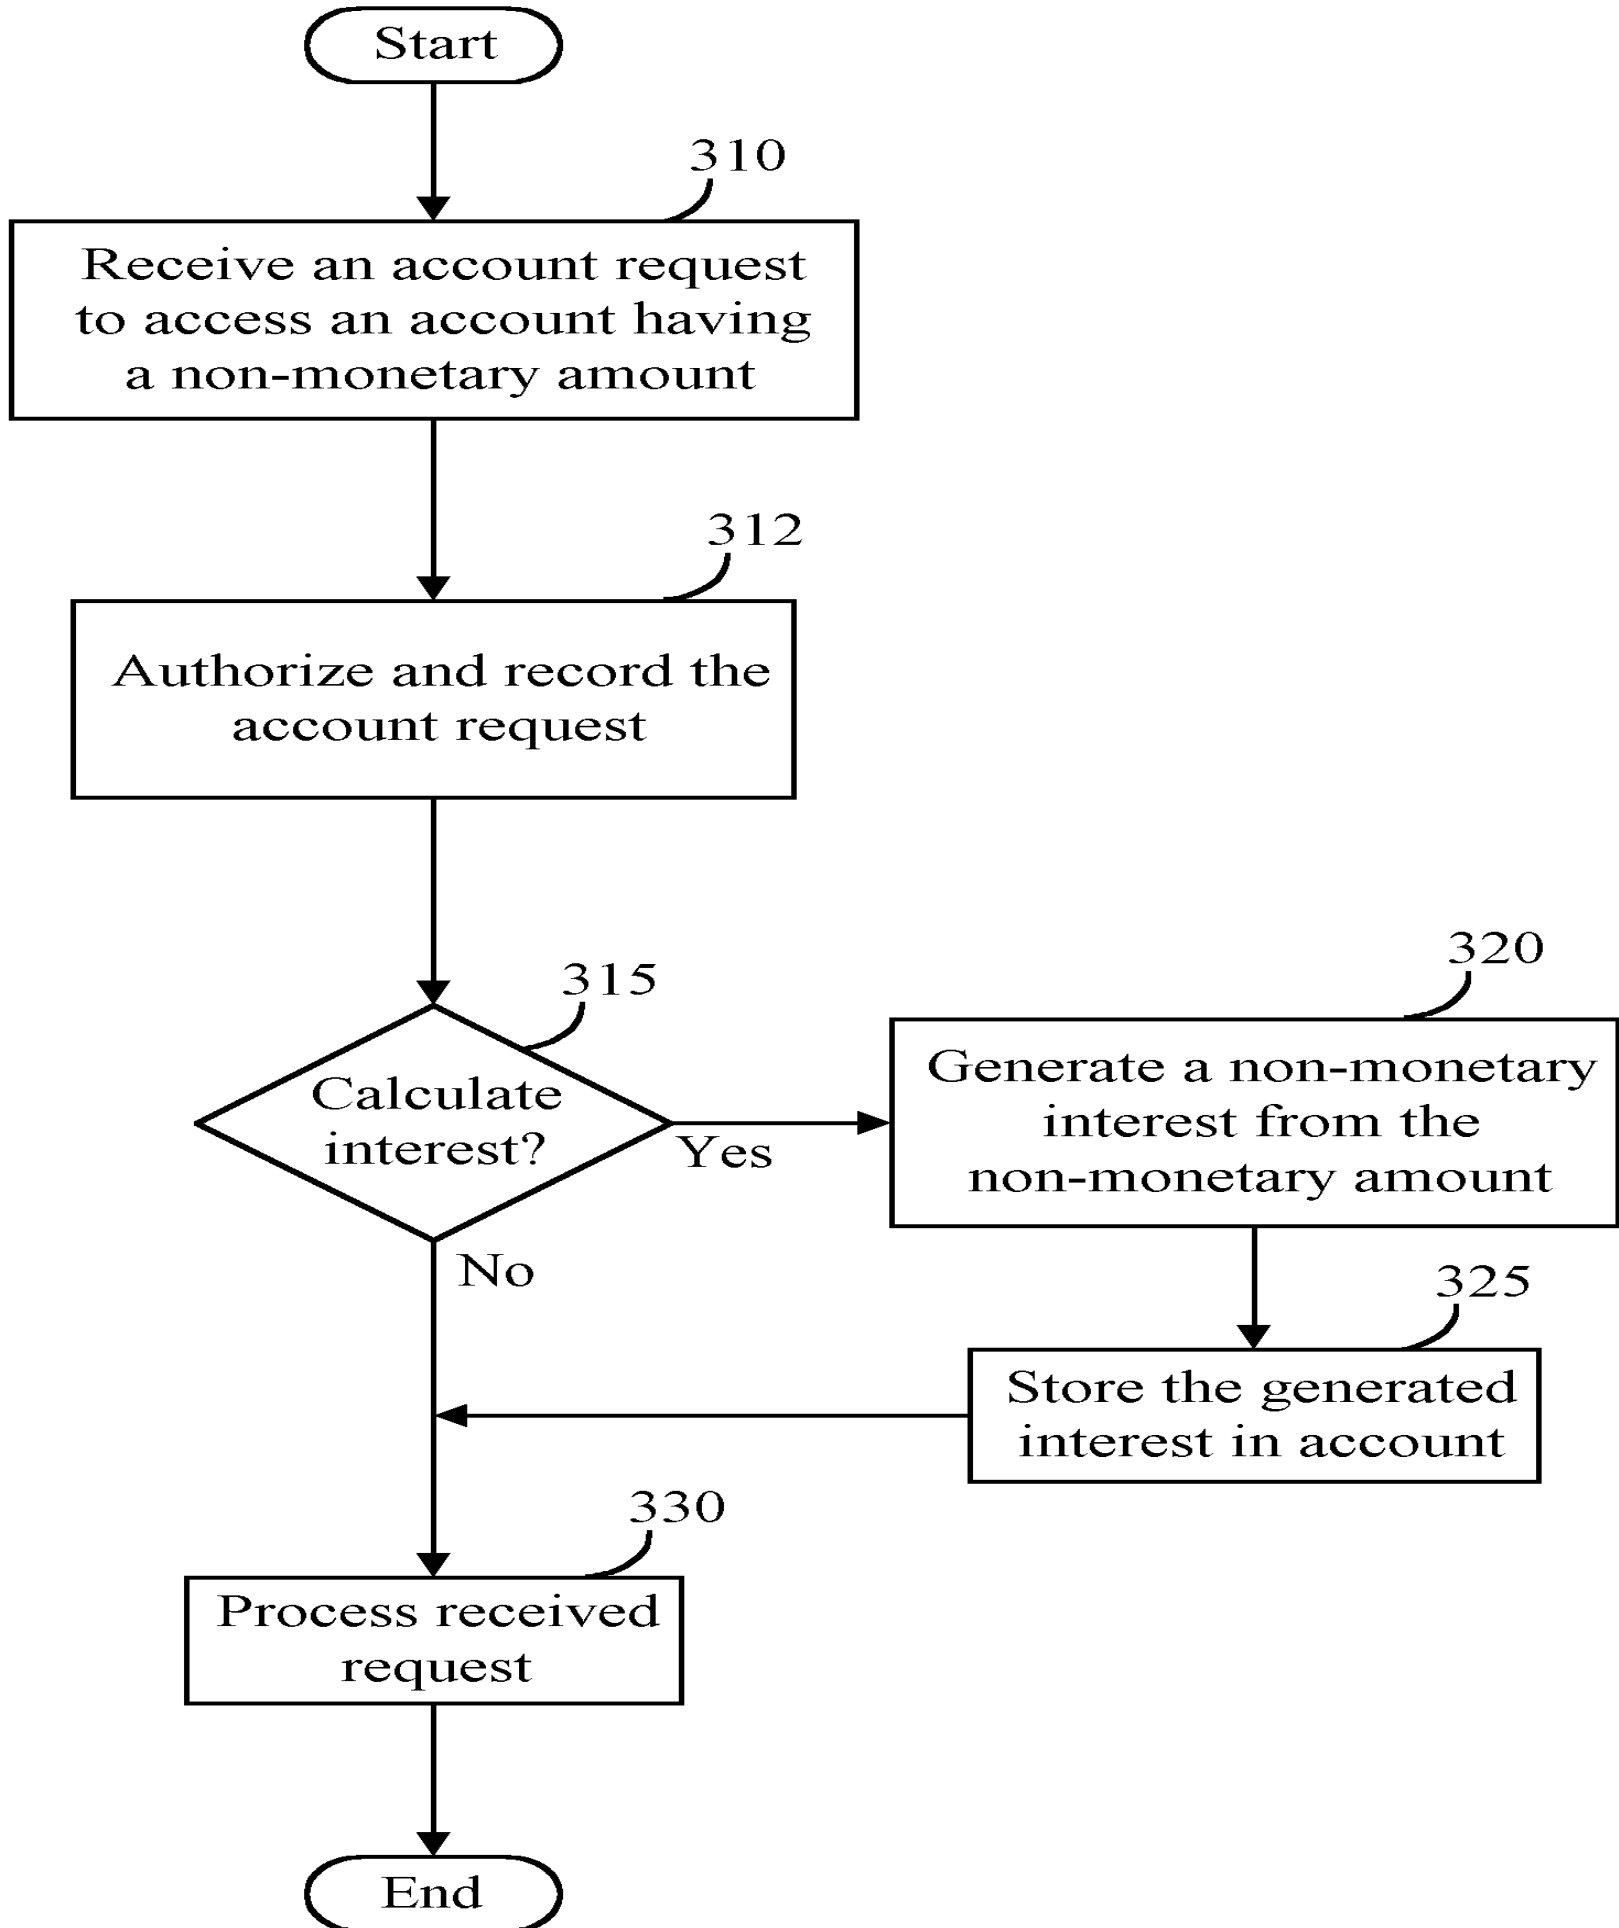 Start
310
Receive an account request
to access an account having
a non-monetary amount
312
Authorize and record the
account request
315
Calculate
interest?
Yes
No
320
Generate a non-monetary
interest from the
non-monetary amount
325
Store the generated
interest in account
330
Process received
request
End